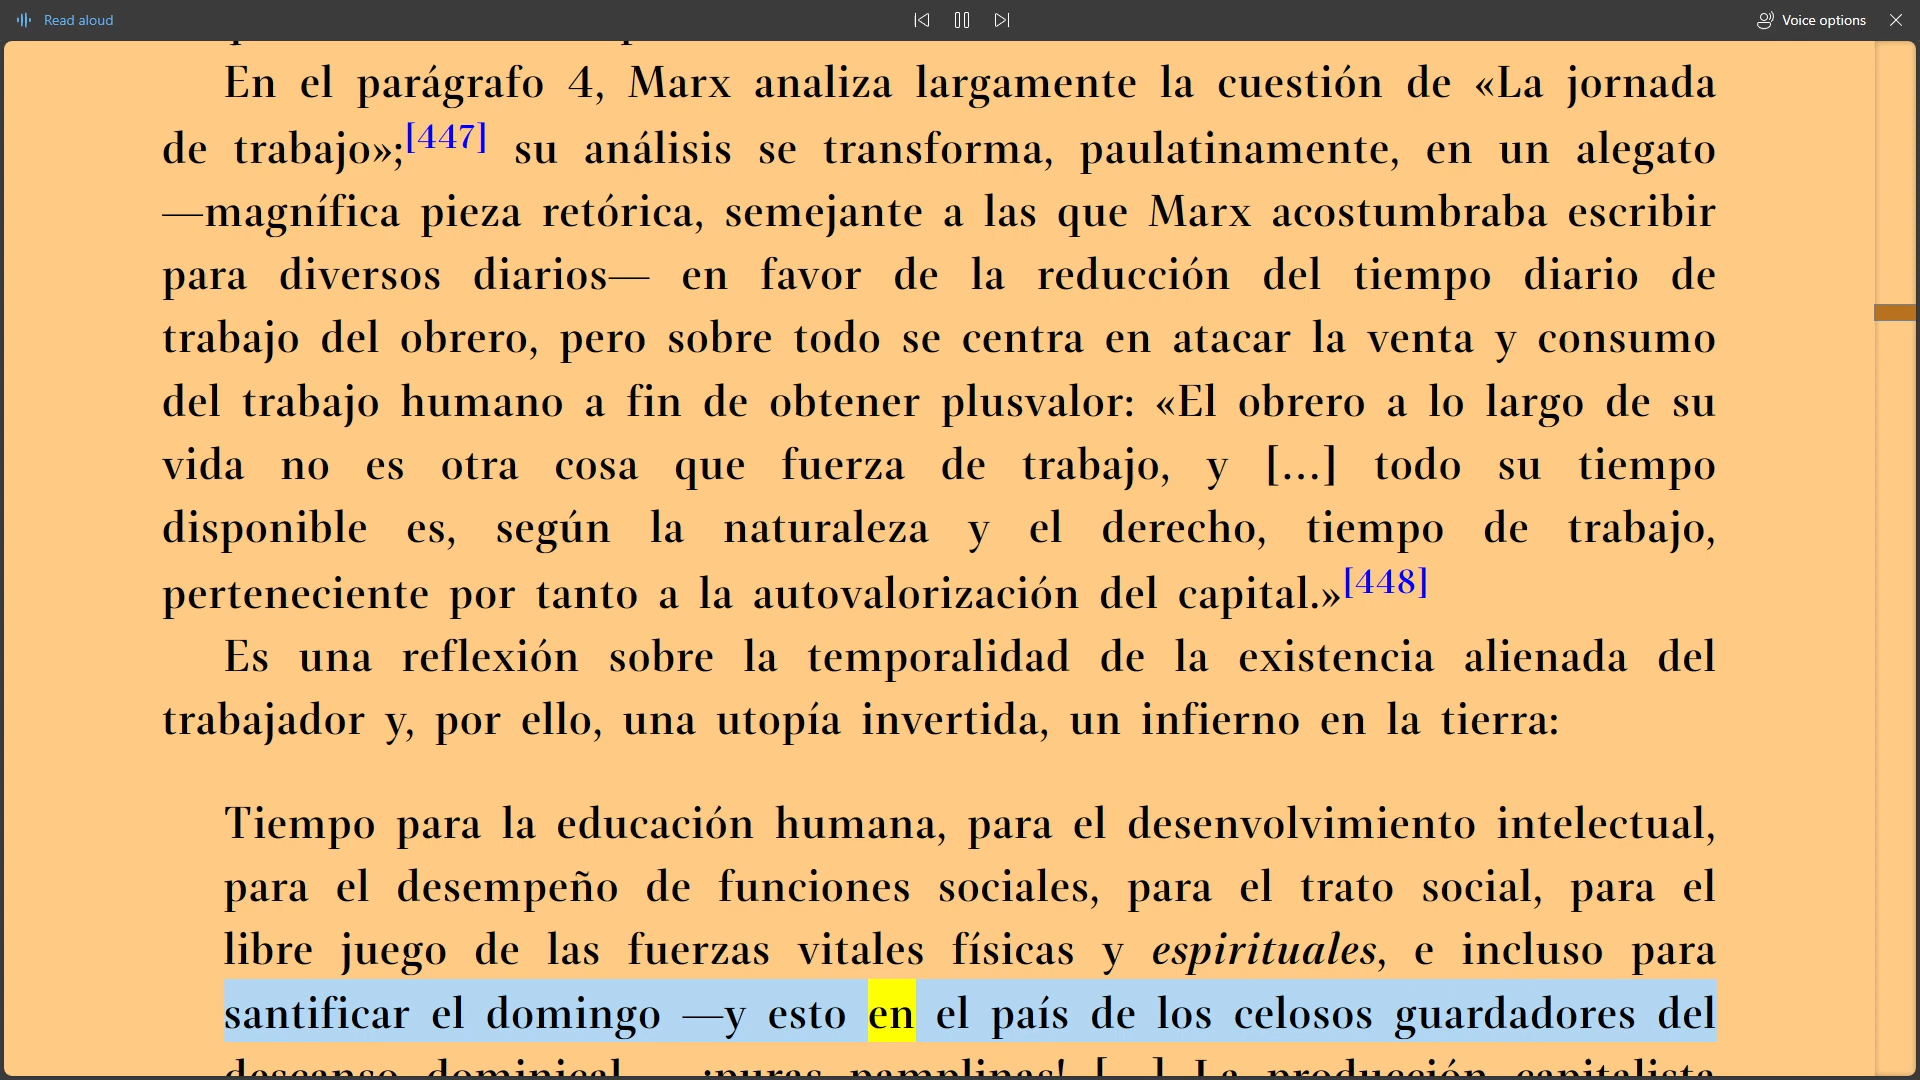 Read aloud
Voice options
En el parágrafo 4, Marx analiza largamente la cuestión de «La jornada
de trabajo»;[447] su análisis se transforma, paulatinamente, en un alegato
—magnífica pieza retórica, semejante a las que Marx acostumbraba escribir
para diversos diarios— en favor de la reducción del tiempo diario de
trabajo del obrero, pero sobre todo se centra en atacar la venta y consumo
del trabajo humano a fin de obtener plusvalor: «El obrero a lo largo de su
vida no es otra cosa que fuerza de trabajo, y [...] todo su tiempo
disponible es, según la naturaleza y el derecho, tiempo de trabajo,
perteneciente por tanto a la autovalorización del capital.»[448]
Es una reflexión sobre la temporalidad de la existencia alienada del
trabajador y, por ello, una utopía invertida, un infierno en la tierra:
Tiempo para la educación humana, para el desenvolvimiento intelectual,
para el desempeño de funciones sociales, para el trato social, para el
libre juego de las fuerzas vitales físicas y espirituales, e incluso para
santificar el domingo —y esto en el país de los celosos guardadores del
descanso dominical— ¡puras pamplinas! [...] La producción capitalista